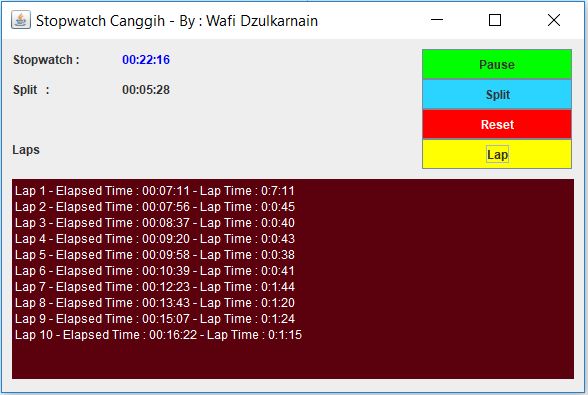 Stopwatch Canggih - By : Wafi Dzulkarnain
Stopwatch : 00:22:16
Split : 00:05:28
Pause
Split
Reset
Lap
Laps
Lap 1 - Elapsed Time : 00:07:11 - Lap Time : 0:7:11
Lap 2 - Elapsed Time : 00:07:56 - Lap Time : 0:0:45
Lap 3 - Elapsed Time : 00:08:37 - Lap Time : 0:0:40
Lap 4 - Elapsed Time : 00:09:20 - Lap Time : 0:0:43
Lap 5 - Elapsed Time : 00:09:58 - Lap Time : 0:0:38
Lap 6 - Elapsed Time : 00:10:39 - Lap Time : 0:0:41
Lap 7 - Elapsed Time : 00:12:23 - Lap Time : 0:1:44
Lap 8 - Elapsed Time : 00:13:43 - Lap Time : 0:1:20
Lap 9 - Elapsed Time : 00:15:07 - Lap Time : 0:1:24
Lap 10 - Elapsed Time : 00:16:22 - Lap Time : 0:1:15